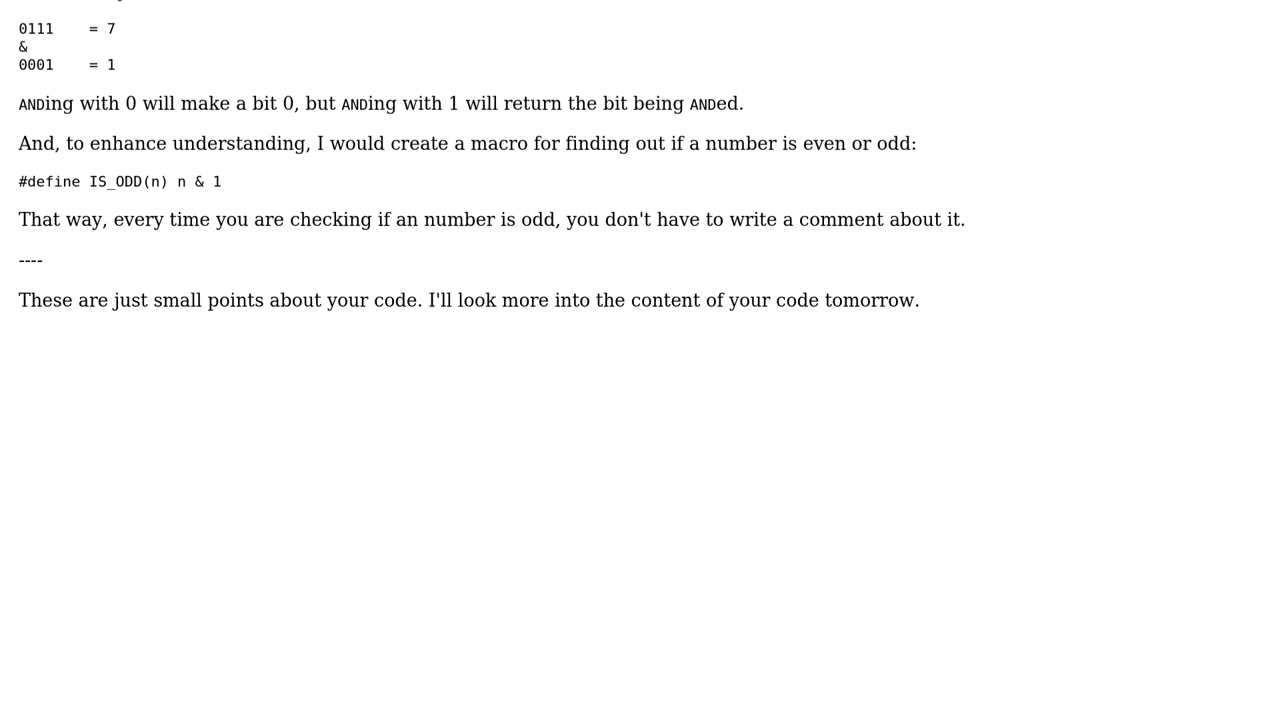 0111    = 7
&
0001    = 1
ANDing with 0 will make a bit 0, but ANDing with 1 will return the bit being ANDed.
And, to enhance understanding, I would create a macro for finding out if a number is even or odd:
#define IS_ODD(n) n & 1
That way, every time you are checking if an number is odd, you don't have to write a comment about it.
----
These are just small points about your code. I'll look more into the content of your code tomorrow.